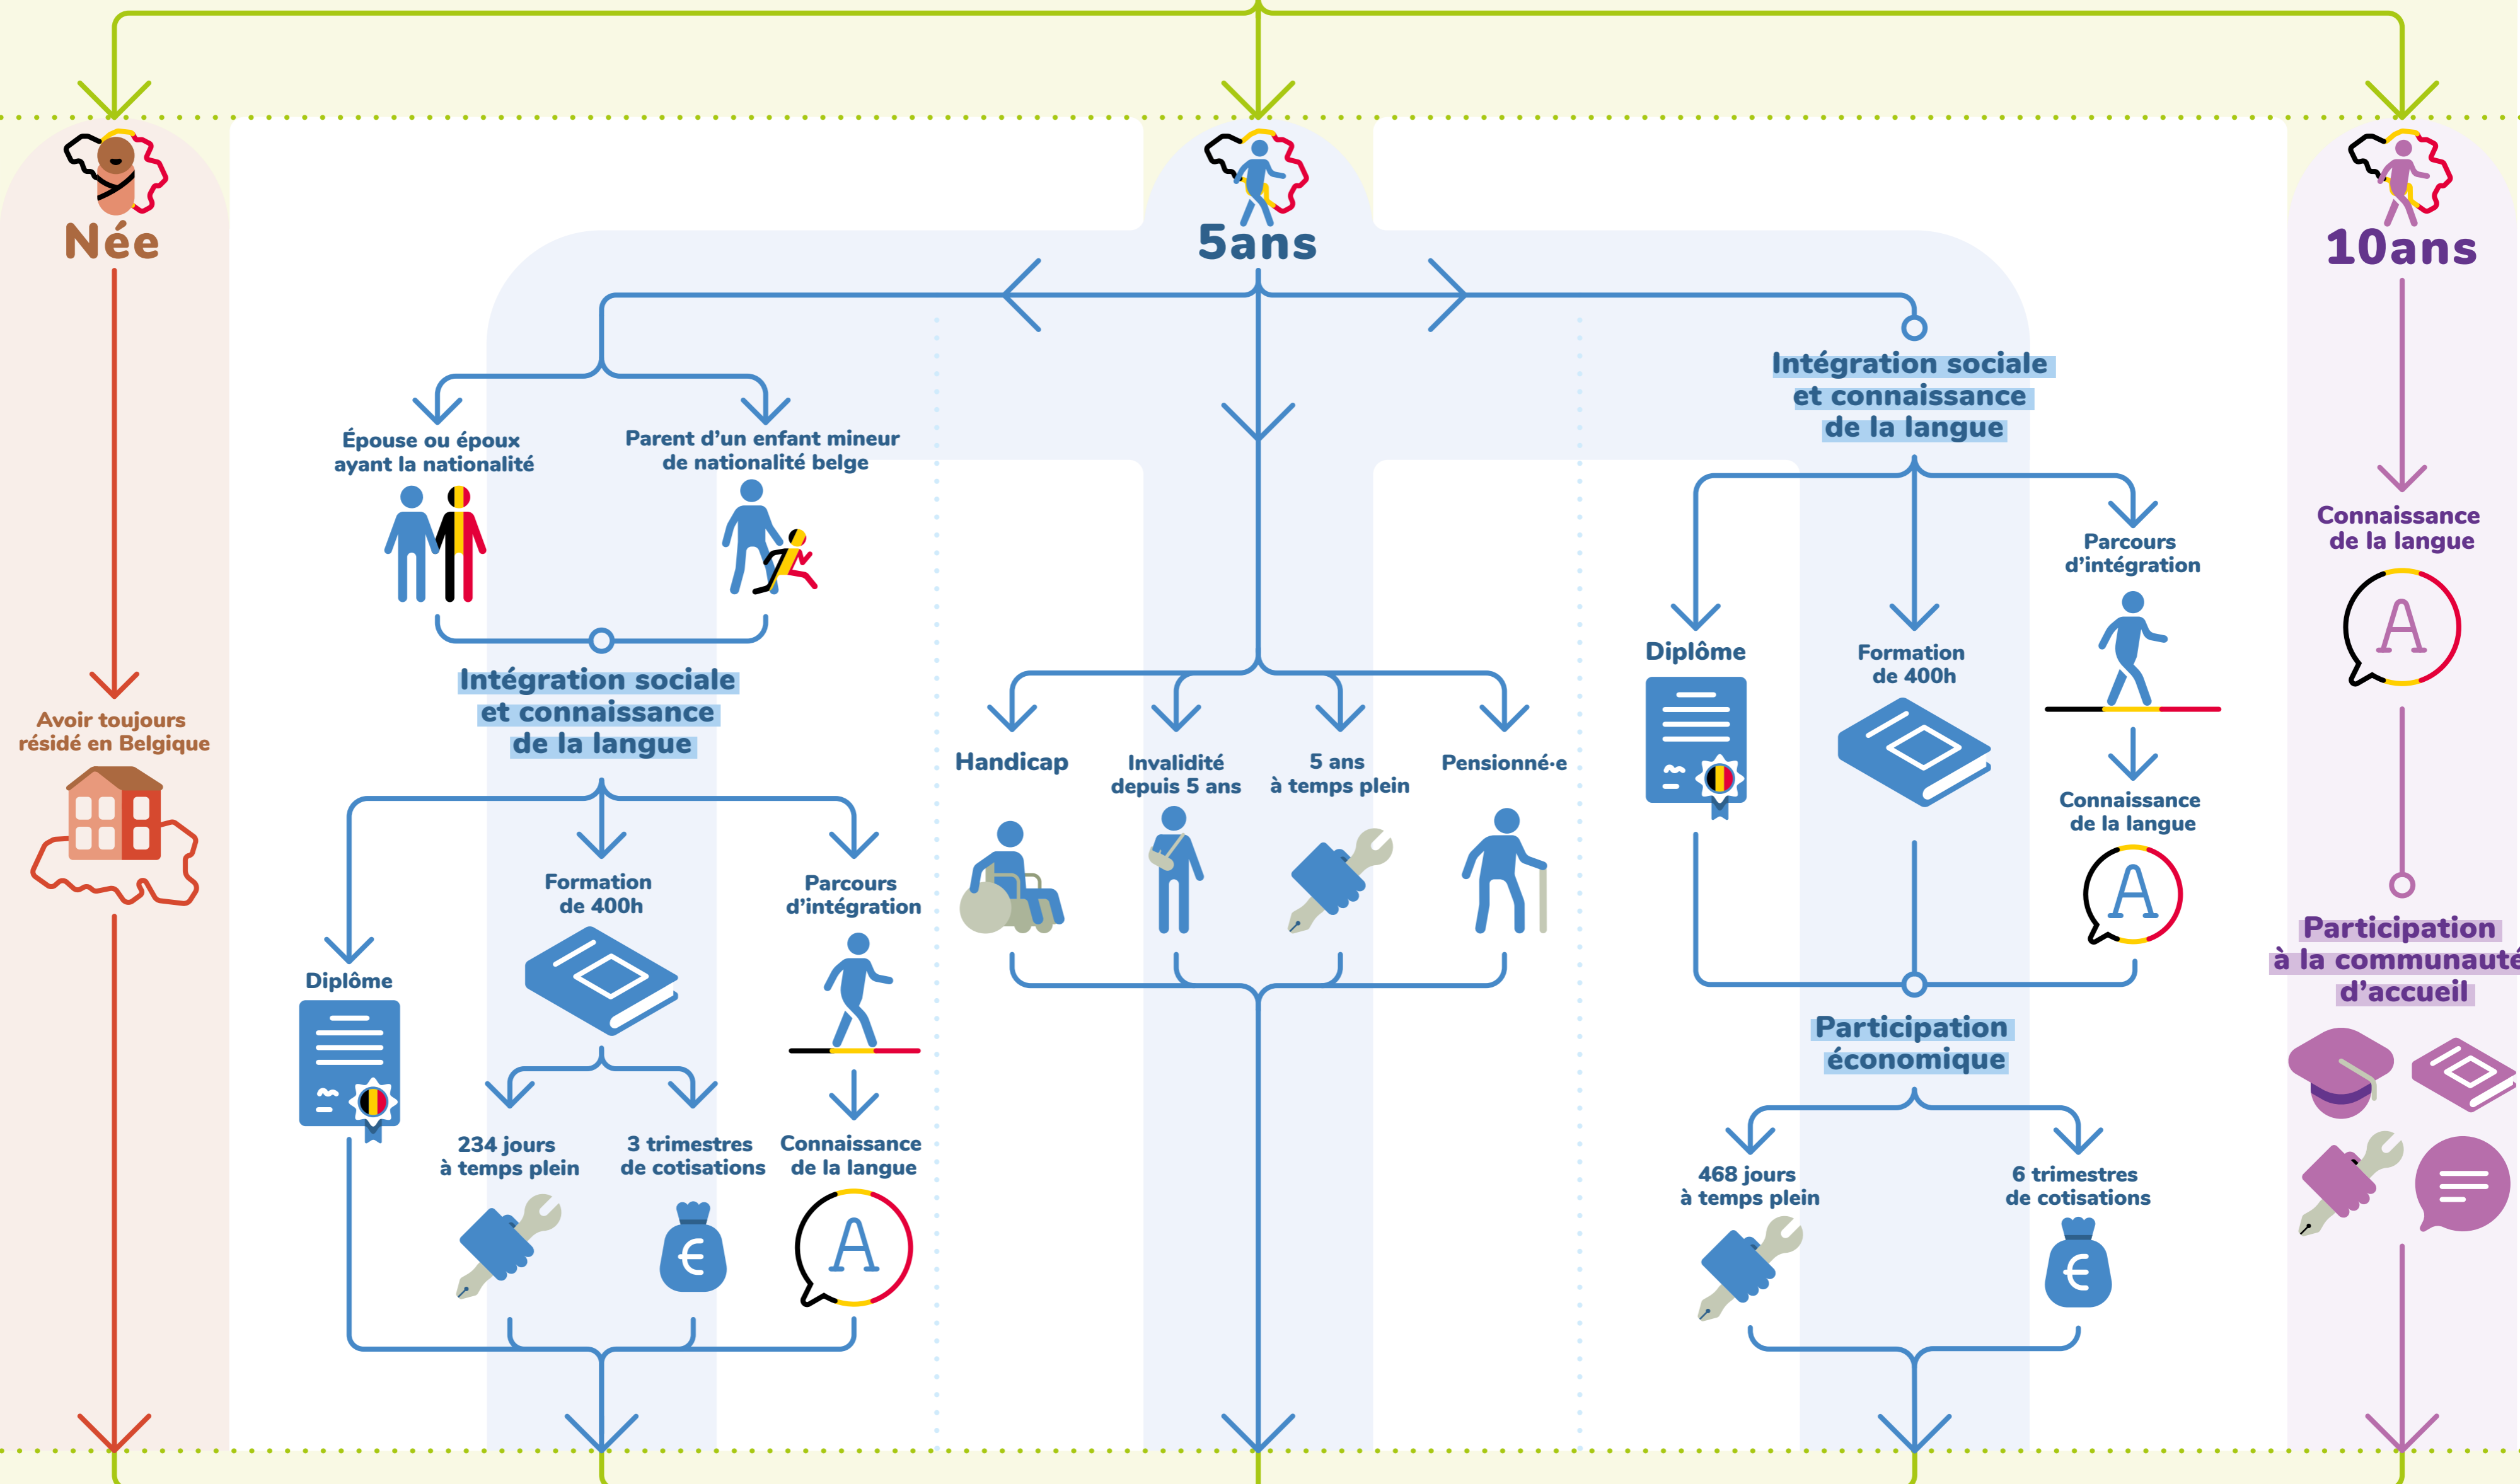 Née
Avoir toujours
résidé en Belgique
5ans
Épouse ou époux
ayant la nationalité
Parent d'un enfant mineur
de nationalité belge
Intégration sociale
et connaissance
de la langue
Diplôme
Formation
de 400h
234 jours
à temps plein
3 trimestres
de cotisations
€
Parcours
d'intégration
Connaissance
de la langue
A
Handicap
Invalidité
depuis 5 ans
5 ans
à temps plein
Pensionné·e
Intégration sociale
et connaissance
de la langue
Diplôme
Formation
de 400h
Parcours
d'intégration
Connaissance
de la langue
A
Participation
économique
468 jours
à temps plein
6 trimestres
de cotisations
€
10ans
Connaissance
de la langue
A
Participation
à la communauté
d'accueil